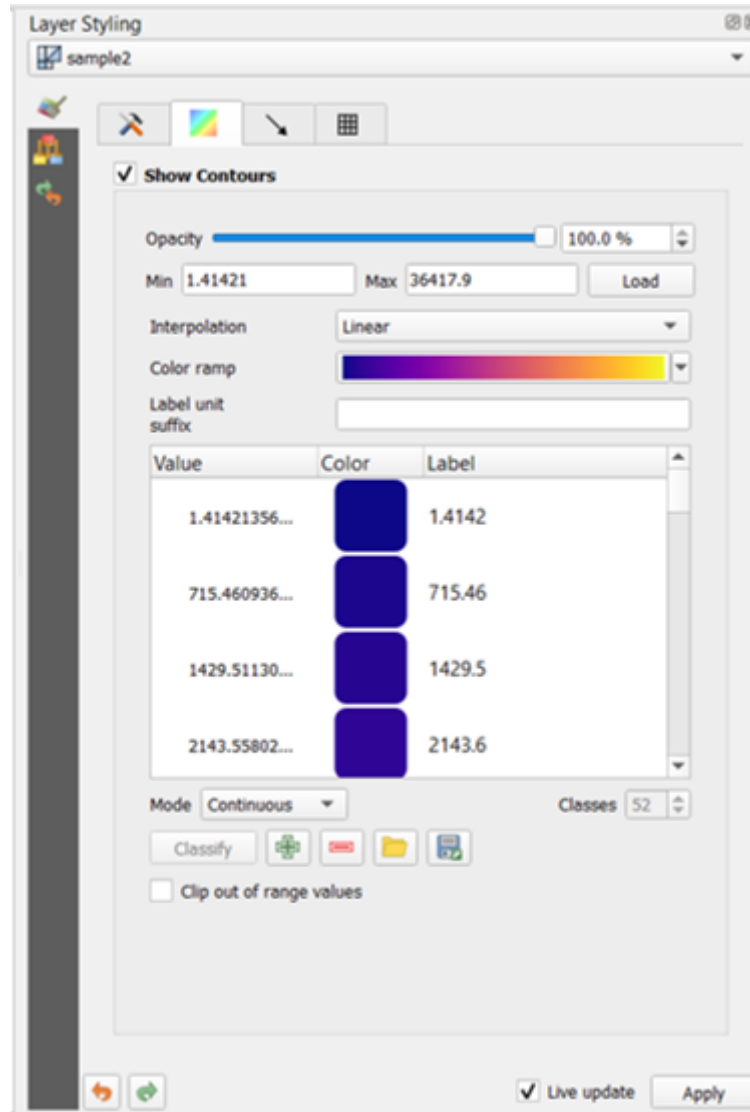 Layer Styling
sample2
Show Contours
Opacity 100.0 %
Min 1.41421 Max 36417.9 Load
Interpolation Linear
Color ramp
Label unit
suffix
Value Color Label
1.41421356... 1.4142
715.460936... 715.46
1429.51130... 1429.5
2143.55802... 2143.6
Mode Continuous Classes 52
Classify
Clip out of range values
Live update Apply